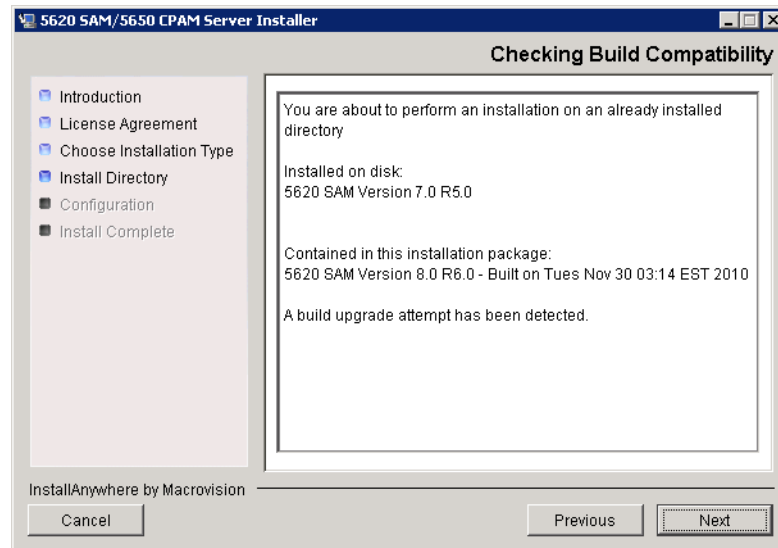 5620 SAM/5650 CPAM Server Installer
Checking Build Compatibility
Introduction
License Agreement
Choose Installation Type
Install Directory
Configuration
Install Complete
You are about to perform an installation on an already installed
directory
Installed on disk:
5620 SAM Version 7.0 R5.0
Contained in this installation package:
5620 SAM Version 8.0 R6.0 - Built on Tues Nov 30 03:14 EST 2010
A build upgrade attempt has been detected.
InstallAnywhere by Macrovision
Cancel
Previous
Next